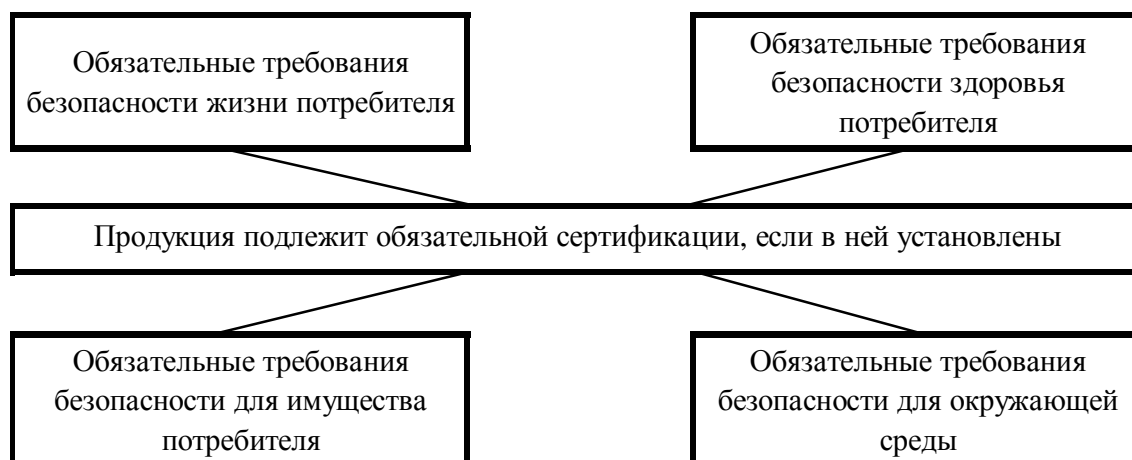 Обязательные требования
безопасности жизни потребителя
Обязательные требования
безопасности здоровья
потребителя
Продукция подлежит обязательной сертификации, если в ней установлены
Обязательные требования
безопасности для имущества
потребителя
Обязательные требования
безопасности для окружающей
среды